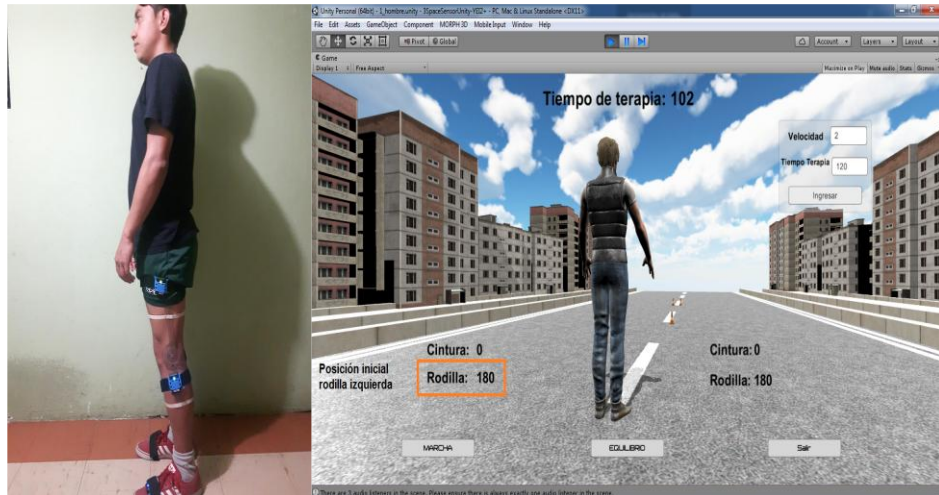 Unity Personal (64bit) - 1_hombre.unity - 3SpaceSensorUnity-YEI2+ - PC, Mac & Linux Standalone <DX11>
File Edit Assets GameObject Component MORPH 3D Mobile Input Window Help
Pivot Global
Account Layers Layout
Game
Display 1 Free Aspect
Maximize on Play Mute audio Stats Gizmos
Tiempo de terapia: 102
Velocidad 2
Tiempo Terapia 120
Ingresar
Cintura: 0
Cintura: 0
Posición inicial
rodilla izquierda
Rodilla: 180
Rodilla: 180
MARCHA
EQUILIBRIO
Salir
There are 3 audio listeners in the scene. Please ensure there is always exactly one audio listener in the scene.